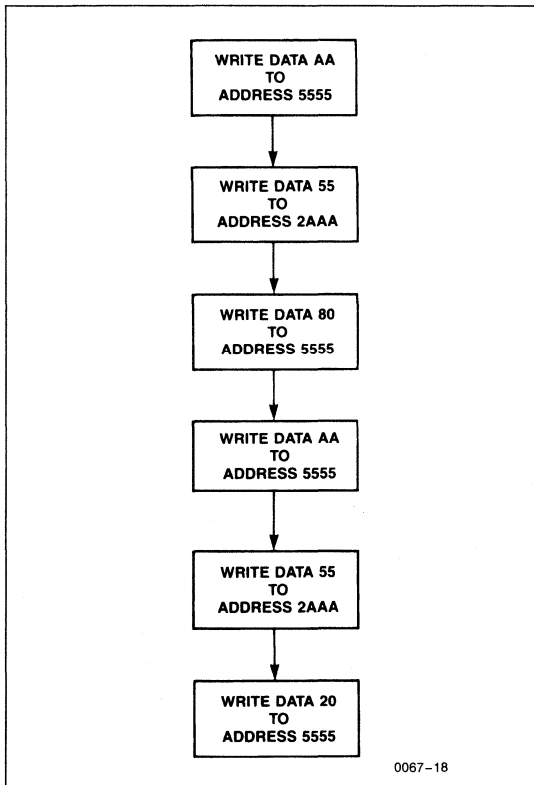 WRITE DATA AA
TO
ADDRESS 5555
WRITE DATA 55
TO
ADDRESS 2AAA
WRITE DATA 80
TO
ADDRESS 5555
WRITE DATA AA
TO
ADDRESS 5555
WRITE DATA 55
TO
ADDRESS 2AAA
WRITE DATA 20
TO
ADDRESS 5555
0067–18